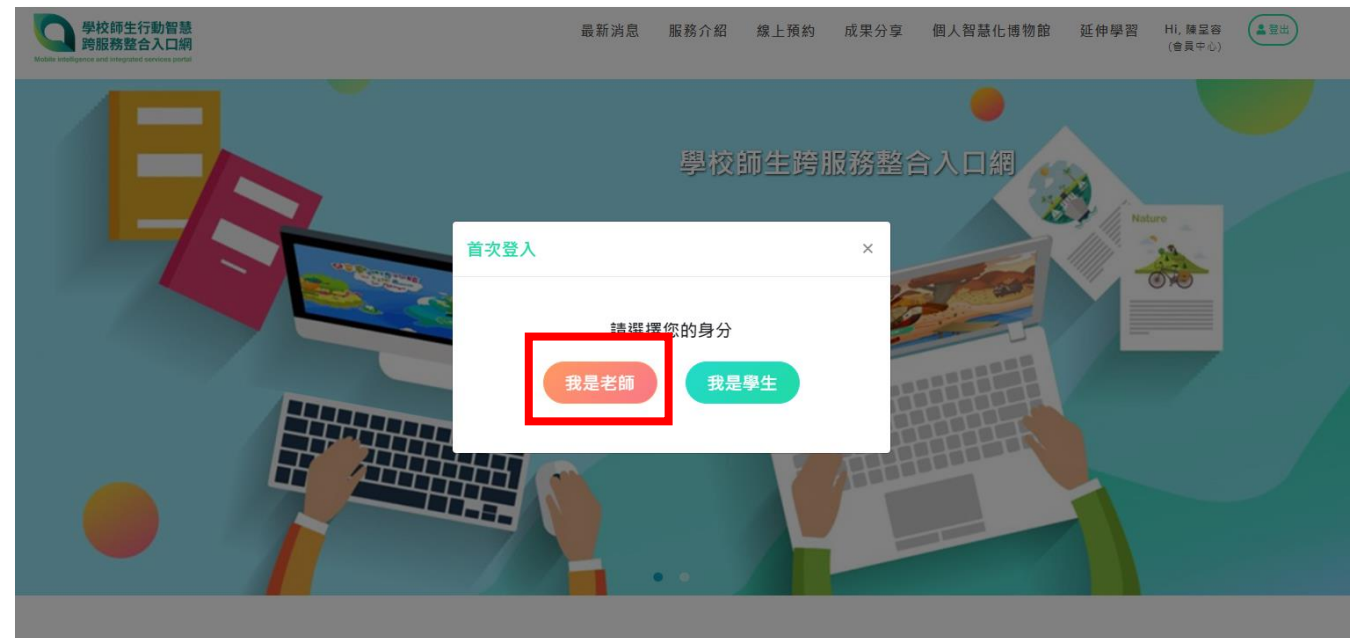 學校師生行動智慧
跨服務整合入口網
Mobile intelligence and integrated services portal
最新消息 服務介紹 線上預約 成果分享 個人智慧化博物館 延伸學習 Hi, 陳呈容 登出
(會員中心)
學校師生跨服務整合入口網
Nature
首次登入 ×
請選擇您的身分
我是老師 我是學生